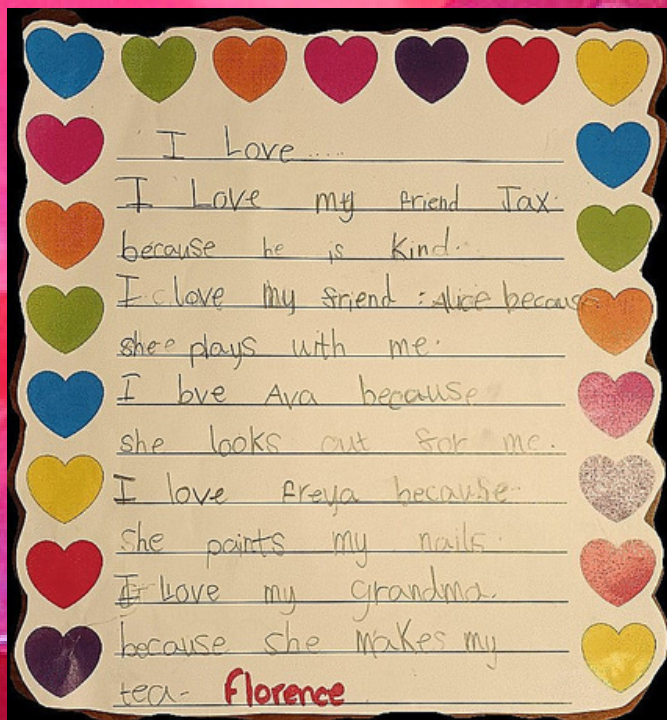 I Love....
I Love my friend Jax.
because he is Kind.
I love my friend : Alice becaus
shee plays with me.
I bve Ava because
she looks out for me.
I love freya because
she paints my nails.
I Love my grandma.
because she makes my
tea- Florence